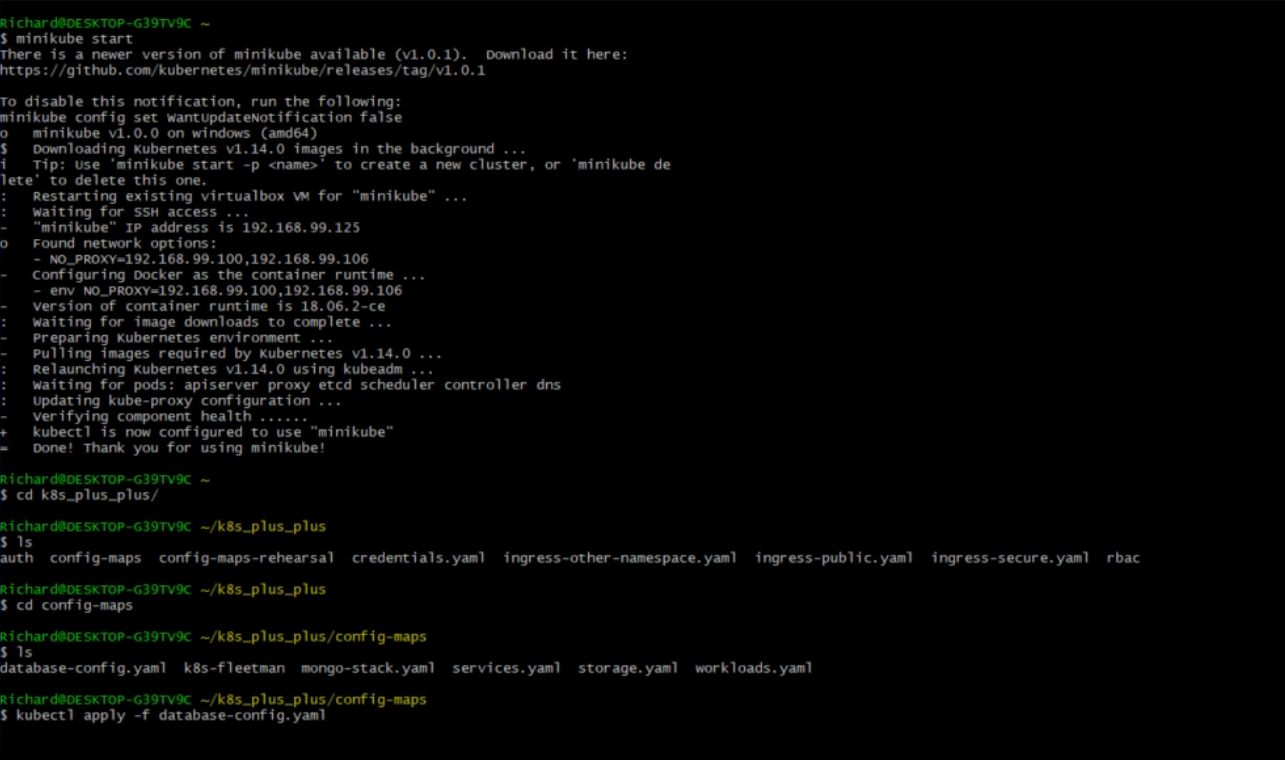 Richard@DESKTOP-G39TV9C ~
$ minikube start
There is a newer version of minikube available (v1.0.1).  Download it here:
https://github.com/kubernetes/minikube/releases/tag/v1.0.1
To disable this notification, run the following:
minikube config set WantUpdateNotification false
o   minikube v1.0.0 on windows (amd64)
$   Downloading Kubernetes v1.14.0 images in the background ...
i   Tip: Use 'minikube start -p <name>' to create a new cluster, or 'minikube de
lete' to delete this one.
:   Restarting existing virtualbox VM for "minikube" ...
:   Waiting for SSH access ...
-   "minikube" IP address is 192.168.99.125
o   Found network options:
    - NO_PROXY=192.168.99.100,192.168.99.106
-   Configuring Docker as the container runtime ...
    - env NO_PROXY=192.168.99.100,192.168.99.106
-   Version of container runtime is 18.06.2-ce
:   Waiting for image downloads to complete ...
-   Preparing Kubernetes environment ...
-   Pulling images required by Kubernetes v1.14.0 ...
:   Relaunching Kubernetes v1.14.0 using kubeadm ...
:   Waiting for pods: apiserver proxy etcd scheduler controller dns
:   Updating kube-proxy configuration ...
-   Verifying component health ......
+   kubectl is now configured to use "minikube"
=   Done! Thank you for using minikube!
Richard@DESKTOP-G39TV9C ~
$ cd k8s_plus_plus/
Richard@DESKTOP-G39TV9C ~/k8s_plus_plus
$ ls
auth  config-maps  config-maps-rehearsal  credentials.yaml  ingress-other-namespace.yaml  ingress-public.yaml  ingress-secure.yaml  rbac
Richard@DESKTOP-G39TV9C ~/k8s_plus_plus
$ cd config-maps
Richard@DESKTOP-G39TV9C ~/k8s_plus_plus/config-maps
$ ls
database-config.yaml  k8s-fleetman  mongo-stack.yaml  services.yaml  storage.yaml  workloads.yaml
Richard@DESKTOP-G39TV9C ~/k8s_plus_plus/config-maps
$ kubectl apply -f database-config.yaml